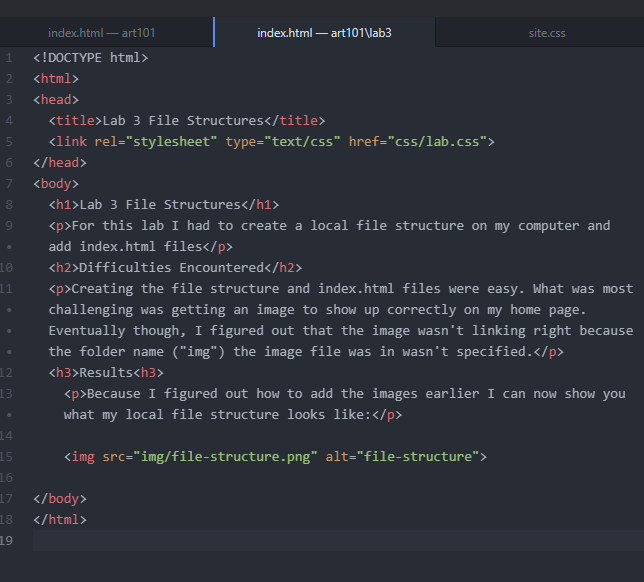 index.html — art101 index.html — art101\lab3 site.css
1 <!DOCTYPE html>
2 <html>
3 <head>
4 <title>Lab 3 File Structures</title>
5 <link rel="stylesheet" type="text/css" href="css/lab.css">
6 </head>
7 <body>
8 <h1>Lab 3 File Structures</h1>
9 <p>For this lab I had to create a local file structure on my computer and
• add index.html files</p>
10 <h2>Difficulties Encountered</h2>
11 <p>Creating the file structure and index.html files were easy. What was most
• challenging was getting an image to show up correctly on my home page.
• Eventually though, I figured out that the image wasn't linking right because
• the folder name ("img") the image file was in wasn't specified.</p>
12 <h3>Results<h3>
13 <p>Because I figured out how to add the images earlier I can now show you
• what my local file structure looks like:</p>
14
15 <img src="img/file-structure.png" alt="file-structure">
16
17 </body>
18 </html>
19